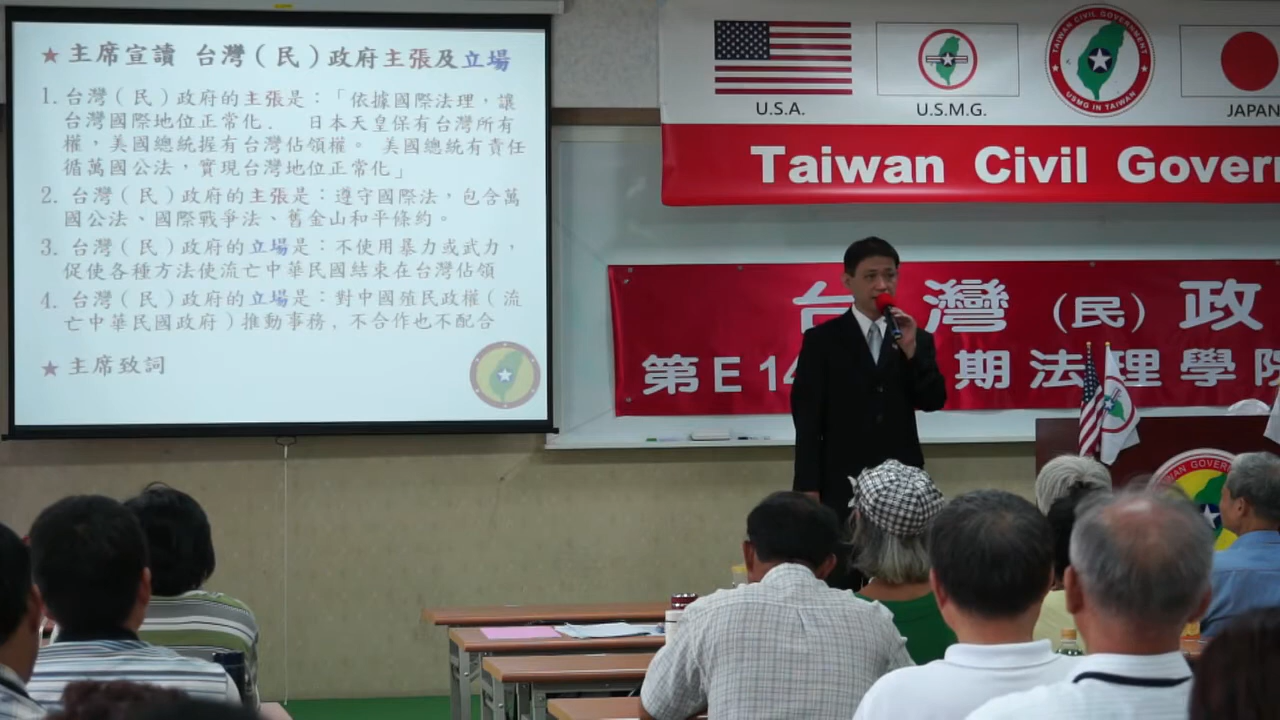 ★ 主席宣讀 台灣(民)政府主張及立場
1. 台灣(民)政府的主張是：「依據國際法理，讓
台灣國際地位正常化． 日本天皇保有台灣所有
權，美國總統握有台灣佔領權。 美國總統有責任
循萬國公法，實現台灣地位正常化」
2. 台灣(民)政府的主張是：遵守國際法，包含萬
國公法、國際戰爭法、舊金山和平條約。
3. 台灣(民)政府的立場是：不使用暴力或武力，
促使各種方法使流亡中華民國結束在台灣佔領
4. 台灣(民)政府的立場是：對中國殖民政權(流
亡中華民國政府)推動事務，不合作也不配合
★ 主席致詞
U.S.A.
U.S.M.G.
TAIWAN CIVIL GOVERNMENT
USMG IN TAIWAN
JAPAN
Taiwan Civil Govern
台灣(民)政
第E14 期法理學院